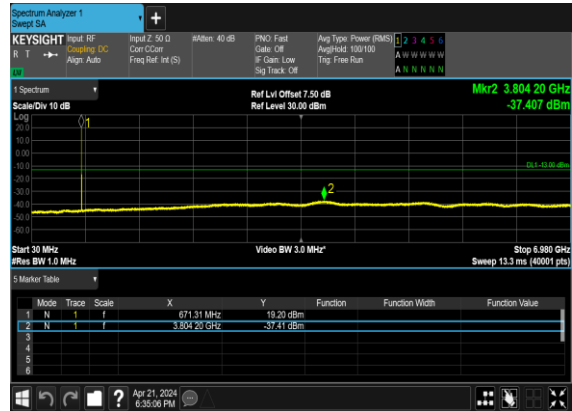 Spectrum Analyzer 1
Swept SA
+
KEYSIGHT Input: RF Input Z: 50 Ω #Atten: 40 dB PNO: Fast Avg Type: Power (RMS) 1 2 3 4 5 6
R T Coupling: DC Corr CCorr Gate: Off Avg|Hold: 100/100 A W W W W W
Align: Auto Freq Ref: Int (S) IF Gain: Low Trig: Free Run
Sig Track: Off A N N N N N
1 Spectrum
Ref Lvl Offset 7.50 dB Mkr2 3.804 20 GHz
Scale/Div 10 dB Ref Level 30.00 dBm -37.407 dBm
Log
20.0
10.0
0.00
-10.0
-20.0
-30.0
-40.0
-50.0
-60.0
1
DL1 -13.00 dBm
2
Start 30 MHz Video BW 3.0 MHz* Stop 6.980 GHz
#Res BW 1.0 MHz Sweep 13.3 ms (40001 pts)
5 Marker Table
Mode Trace Scale X Y Function Function Width Function Value
1 N 1 f 671.31 MHz 19.20 dBm
2 N 1 f 3.804 20 GHz -37.41 dBm
3
4
5
6
? Apr 21, 2024
6:35:06 PM